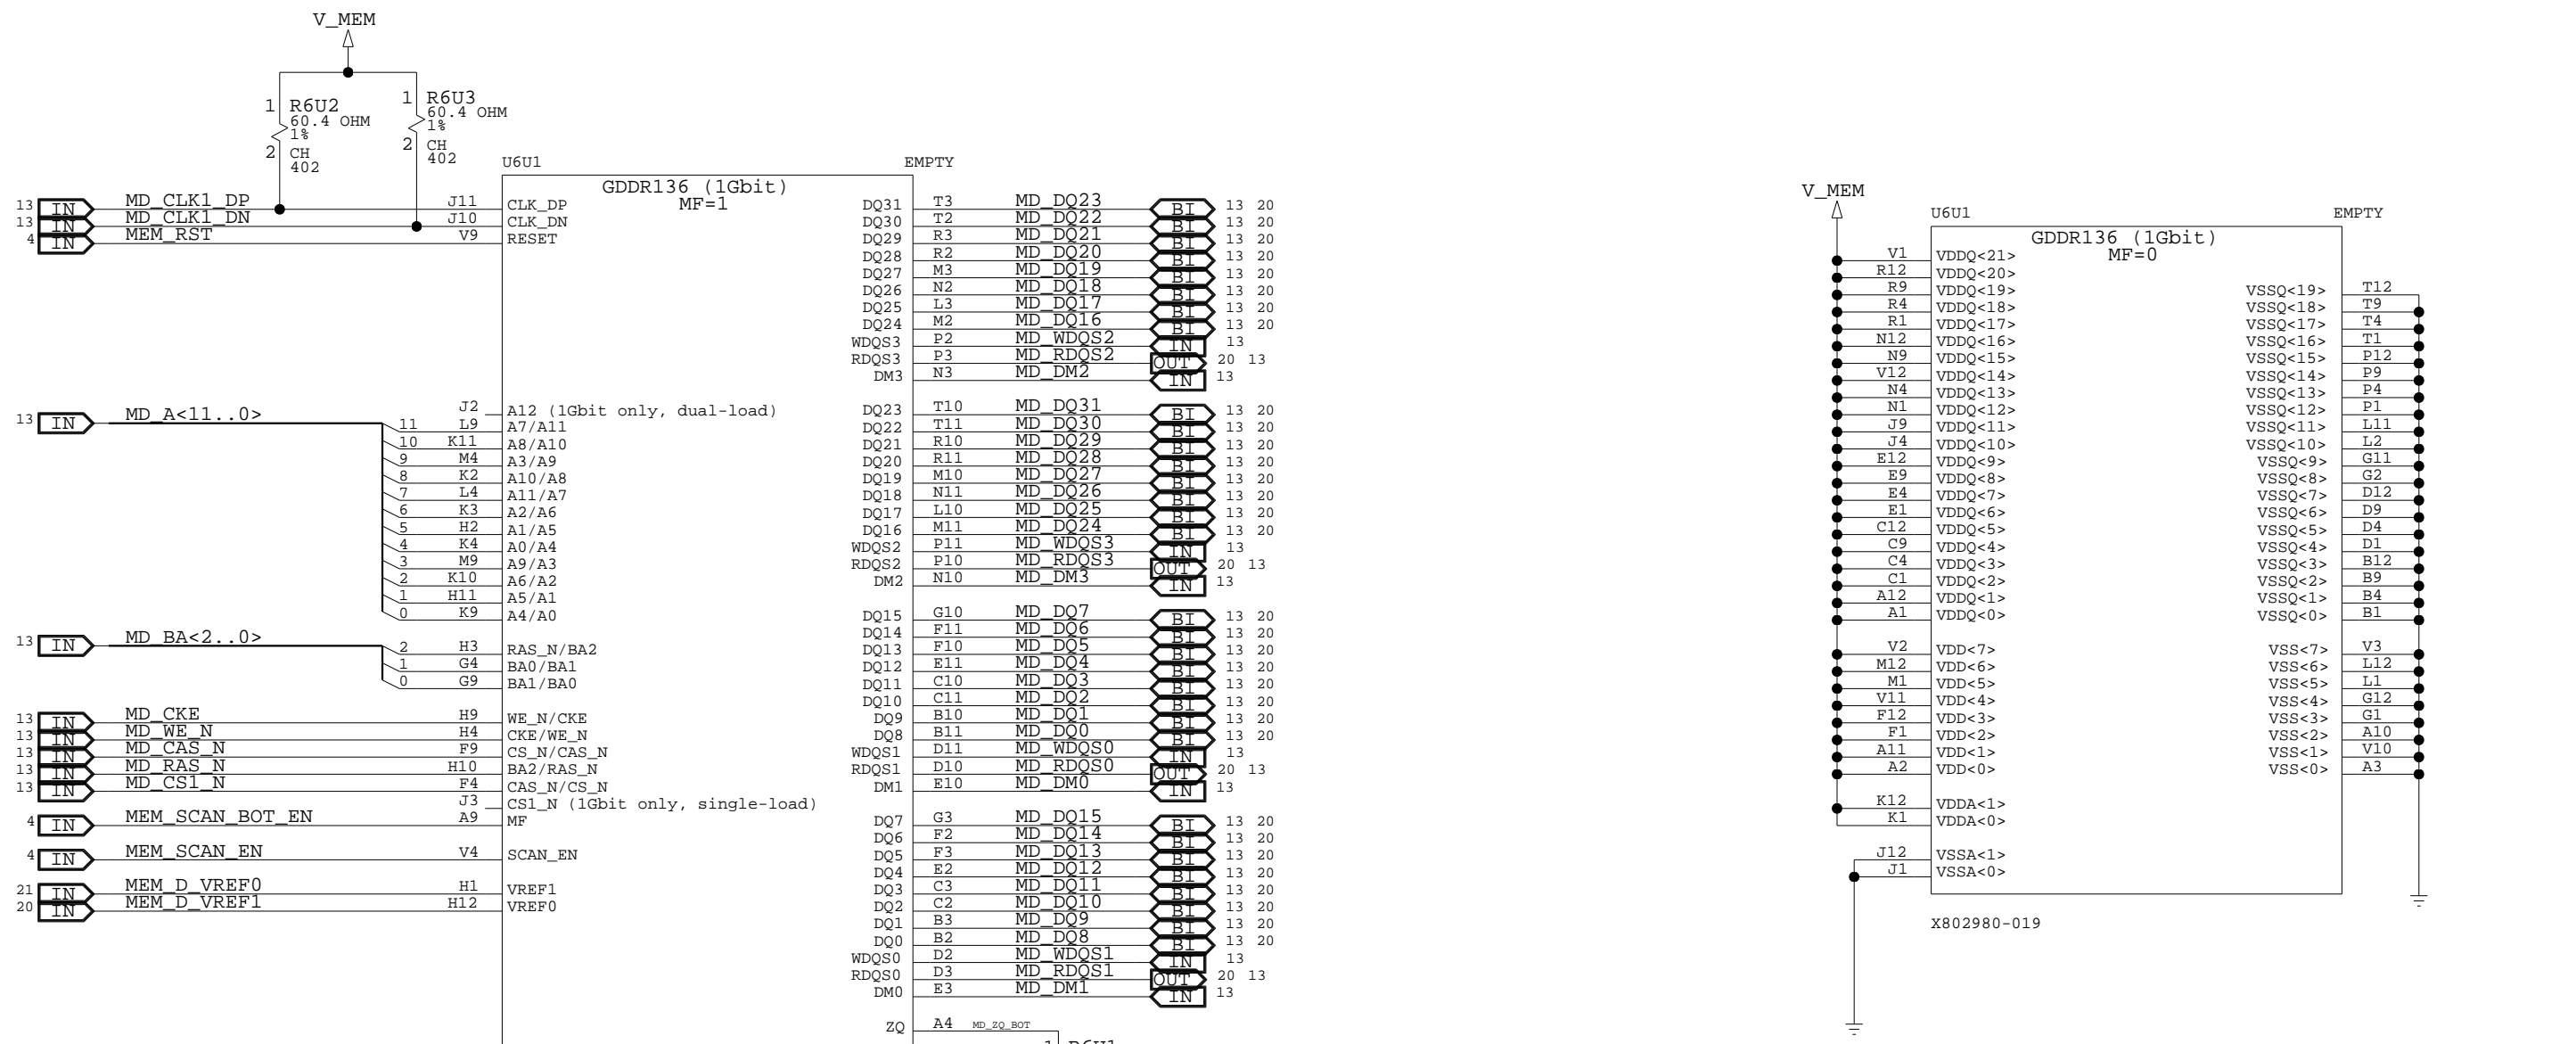 V_MEM
1 R6U2
60.4 OHM
1%
2 CH
402
1 R6U3
60.4 OHM
1%
2 CH
402
U6U1 EMPTY
GDDR136 (1Gbit)
MF=1
13 IN MD_CLK1_DP J11 CLK_DP
13 IN MD_CLK1_DN J10 CLK_DN
4 IN MEM_RST V9 RESET
13 IN MD_A<11..0>
J2 A12 (1Gbit only, dual-load)
11 L9 A7/A11
10 K11 A8/A10
9 M4 A3/A9
8 K2 A10/A8
7 L4 A11/A7
6 K3 A2/A6
5 H2 A1/A5
4 K4 A0/A4
3 M9 A9/A3
2 K10 A6/A2
1 H11 A5/A1
0 K9 A4/A0
13 IN MD_BA<2..0>
2 H3 RAS_N/BA2
1 G4 BA0/BA1
0 G9 BA1/BA0
13 IN MD_CKE H9 WE_N/CKE
13 IN MD_WE_N H4 CKE/WE_N
13 IN MD_CAS_N F9 CS_N/CAS_N
13 IN MD_RAS_N H10 BA2/RAS_N
13 IN MD_CS1_N F4 CAS_N/CS_N
J3 CS1_N (1Gbit only, single-load)
4 IN MEM_SCAN_BOT_EN A9 MF
4 IN MEM_SCAN_EN V4 SCAN_EN
21 IN MEM_D_VREF0 H1 VREF1
20 IN MEM_D_VREF1 H12 VREF0
DQ31 T3 MD_DQ23 BI 13 20
DQ30 T2 MD_DQ22 BI 13 20
DQ29 R3 MD_DQ21 BI 13 20
DQ28 R2 MD_DQ20 BI 13 20
DQ27 M3 MD_DQ19 BI 13 20
DQ26 N2 MD_DQ18 BI 13 20
DQ25 L3 MD_DQ17 BI 13 20
DQ24 M2 MD_DQ16 BI 13 20
WDQS3 P2 MD_WDQS2 IN 13
RDQS3 P3 MD_RDQS2 OUT 20 13
DM3 N3 MD_DM2 IN 13
DQ23 T10 MD_DQ31 BI 13 20
DQ22 T11 MD_DQ30 BI 13 20
DQ21 R10 MD_DQ29 BI 13 20
DQ20 R11 MD_DQ28 BI 13 20
DQ19 M10 MD_DQ27 BI 13 20
DQ18 N11 MD_DQ26 BI 13 20
DQ17 L10 MD_DQ25 BI 13 20
DQ16 M11 MD_DQ24 BI 13 20
WDQS2 P11 MD_WDQS3 IN 13
RDQS2 P10 MD_RDQS3 OUT 20 13
DM2 N10 MD_DM3 IN 13
DQ15 G10 MD_DQ7 BI 13 20
DQ14 F11 MD_DQ6 BI 13 20
DQ13 F10 MD_DQ5 BI 13 20
DQ12 E11 MD_DQ4 BI 13 20
DQ11 C10 MD_DQ3 BI 13 20
DQ10 C11 MD_DQ2 BI 13 20
DQ9 B10 MD_DQ1 BI 13 20
DQ8 B11 MD_DQ0 BI 13 20
WDQS1 D11 MD_WDQS0 IN 13
RDQS1 D10 MD_RDQS0 OUT 20 13
DM1 E10 MD_DM0 IN 13
DQ7 G3 MD_DQ15 BI 13 20
DQ6 F2 MD_DQ14 BI 13 20
DQ5 F3 MD_DQ13 BI 13 20
DQ4 E2 MD_DQ12 BI 13 20
DQ3 C3 MD_DQ11 BI 13 20
DQ2 C2 MD_DQ10 BI 13 20
DQ1 B3 MD_DQ9 BI 13 20
DQ0 B2 MD_DQ8 BI 13 20
WDQS0 D2 MD_WDQS1 IN 13
RDQS0 D3 MD_RDQS1 OUT 20 13
DM0 E3 MD_DM1 IN 13
ZQ A4 MD_ZQ_BOT
1 R6U1
V_MEM
U6U1 EMPTY
GDDR136 (1Gbit)
MF=0
V1 VDDQ<21>
R12 VDDQ<20>
R9 VDDQ<19>
R4 VDDQ<18>
R1 VDDQ<17>
N12 VDDQ<16>
N9 VDDQ<15>
V12 VDDQ<14>
N4 VDDQ<13>
N1 VDDQ<12>
J9 VDDQ<11>
J4 VDDQ<10>
E12 VDDQ<9>
E9 VDDQ<8>
E4 VDDQ<7>
E1 VDDQ<6>
C12 VDDQ<5>
C9 VDDQ<4>
C4 VDDQ<3>
C1 VDDQ<2>
A12 VDDQ<1>
A1 VDDQ<0>
V2 VDD<7>
M12 VDD<6>
M1 VDD<5>
V11 VDD<4>
F12 VDD<3>
F1 VDD<2>
A11 VDD<1>
A2 VDD<0>
K12 VDDA<1>
K1 VDDA<0>
J12 VSSA<1>
J1 VSSA<0>
VSSQ<19> T12
VSSQ<18> T9
VSSQ<17> T4
VSSQ<16> T1
VSSQ<15> P12
VSSQ<14> P9
VSSQ<13> P4
VSSQ<12> P1
VSSQ<11> L11
VSSQ<10> L2
VSSQ<9> G11
VSSQ<8> G2
VSSQ<7> D12
VSSQ<6> D9
VSSQ<5> D4
VSSQ<4> D1
VSSQ<3> B12
VSSQ<2> B9
VSSQ<1> B4
VSSQ<0> B1
VSS<7> V3
VSS<6> L12
VSS<5> L1
VSS<4> G12
VSS<3> G1
VSS<2> A10
VSS<1> V10
VSS<0> A3
X802980-019